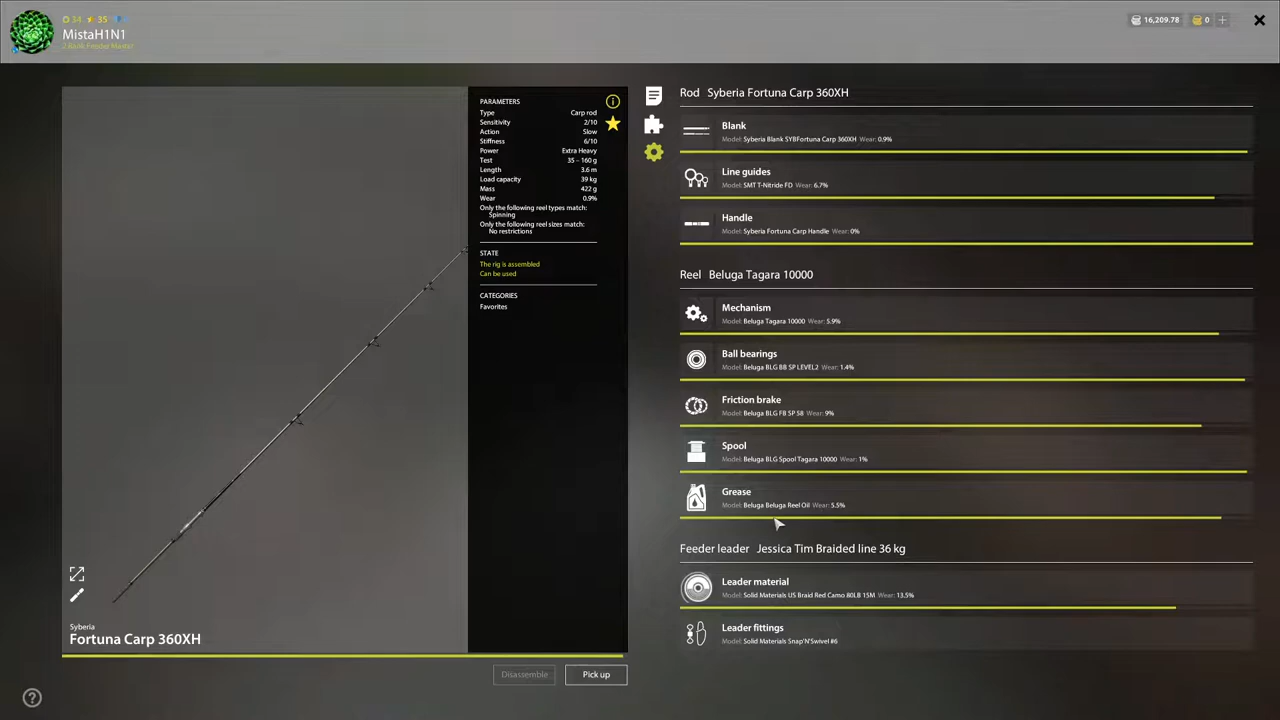 34 35
MistaH1N1
2 Bank Feeder Master
16,209.78 0
PARAMETERS
Type Carp rod
Sensitivity 2/10
Action Slow
Stiffness 6/10
Power Extra Heavy
Test 35 – 160 g
Length 3.6 m
Load capacity 39 kg
Mass 422 g
Wear 0.9%
Only the following reel types match:
Spinning
Only the following reel sizes match:
No restrictions
STATE
The rig is assembled
Can be used
CATEGORIES
Favorites
Syberia
Fortuna Carp 360XH
Disassemble Pick up
Rod Syberia Fortuna Carp 360XH
Blank
Model: Syberia Blank SYBFortuna Carp 360XH Wear: 0.9%
Line guides
Model: SMT T-Nitride FD Wear: 6.7%
Handle
Model: Syberia Fortuna Carp Handle Wear: 0%
Reel Beluga Tagara 10000
Mechanism
Model: Beluga Tagara 10000 Wear: 5.9%
Ball bearings
Model: Beluga BLG BB SP LEVEL2 Wear: 1.4%
Friction brake
Model: Beluga BLG FB SP 58 Wear: 9%
Spool
Model: Beluga BLG Spool Tagara 10000 Wear: 1%
Grease
Model: Beluga Beluga Reel Oil Wear: 5.5%
Feeder leader Jessica Tim Braided line 36 kg
Leader material
Model: Solid Materials US Braid Red Camo 80LB 15M Wear: 13.5%
Leader fittings
Model: Solid Materials Snap'N'Swivel #6